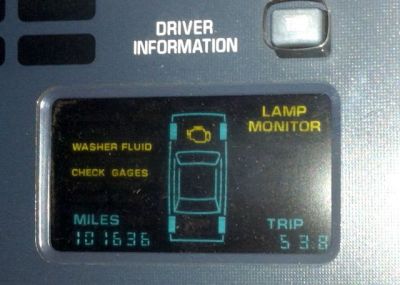 DRIVER
INFORMATION
LAMP
MONITOR
WASHER FLUID
CHECK GAGES
MILES
101636
TRIP
53.8